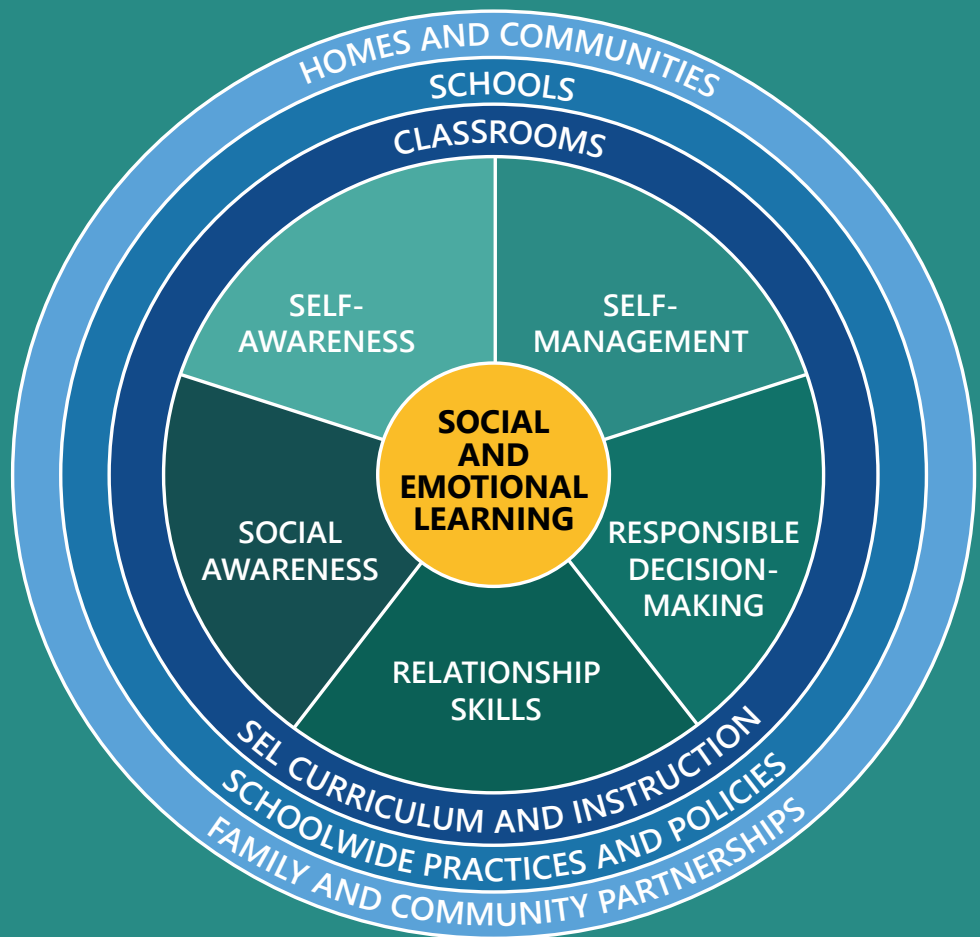 HOMES AND COMMUNITIES
SCHOOLS
CLASSROOMS
SELF-
AWARENESS
SELF-
MANAGEMENT
SOCIAL
AND
EMOTIONAL
LEARNING
SOCIAL
AWARENESS
RESPONSIBLE
DECISION-
MAKING
RELATIONSHIP
SKILLS
SEL CURRICULUM AND INSTRUCTION
SCHOOLWIDE PRACTICES AND POLICIES
FAMILY AND COMMUNITY PARTNERSHIPS